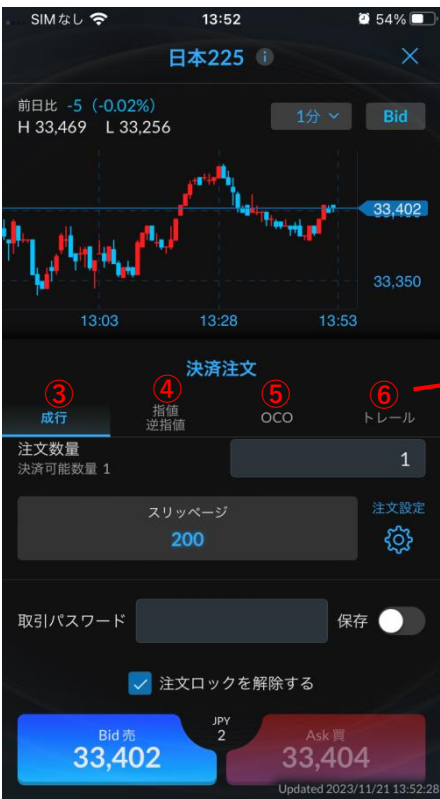 SIMなし 13:52 54%
日本225 i
前日比 -5 (-0.02%)
H 33,469 L 33,256
1分 Bid
33,402
33,350
13:03 13:28 13:53
決済注文
③ ④ ⑤ ⑥
成行 指値 OCO トレール
逆指値
注文数量
決済可能数量 1
1
スリッページ
200
注文設定
取引パスワード 保存
注文ロックを解除する
Bid 売 JPY Ask 買
33,402 2 33,404
Updated 2023/11/21 13:52:28